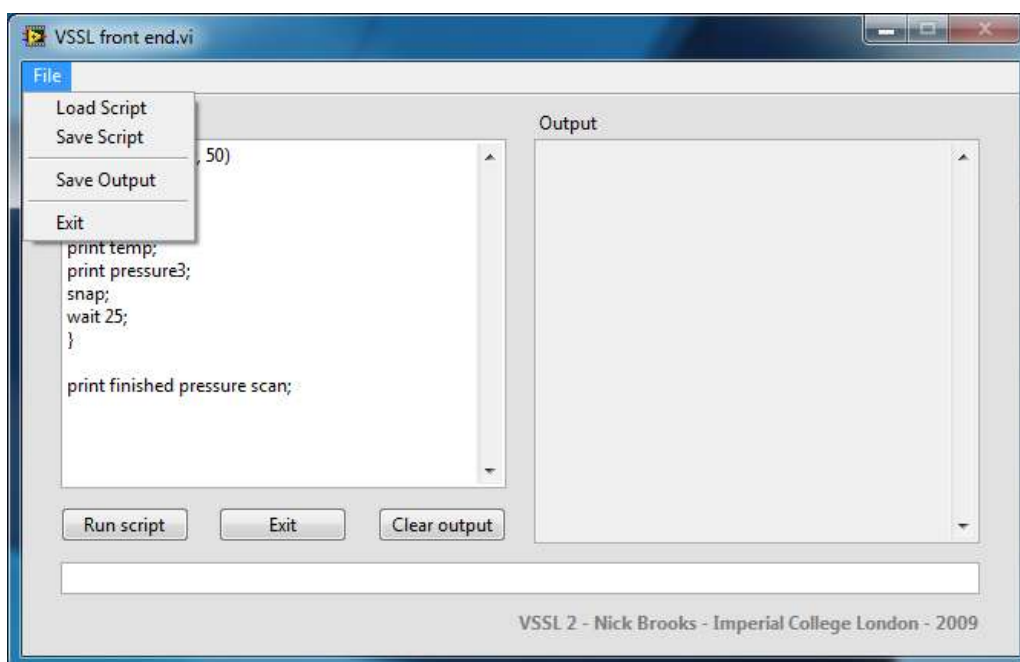 VSSL front end.vi
File
Load Script
Save Script
Save Output
Exit
Output
, 50)
print temp;
print pressure3;
snap;
wait 25;
}
print finished pressure scan;
Run script
Exit
Clear output
VSSL 2 - Nick Brooks - Imperial College London - 2009